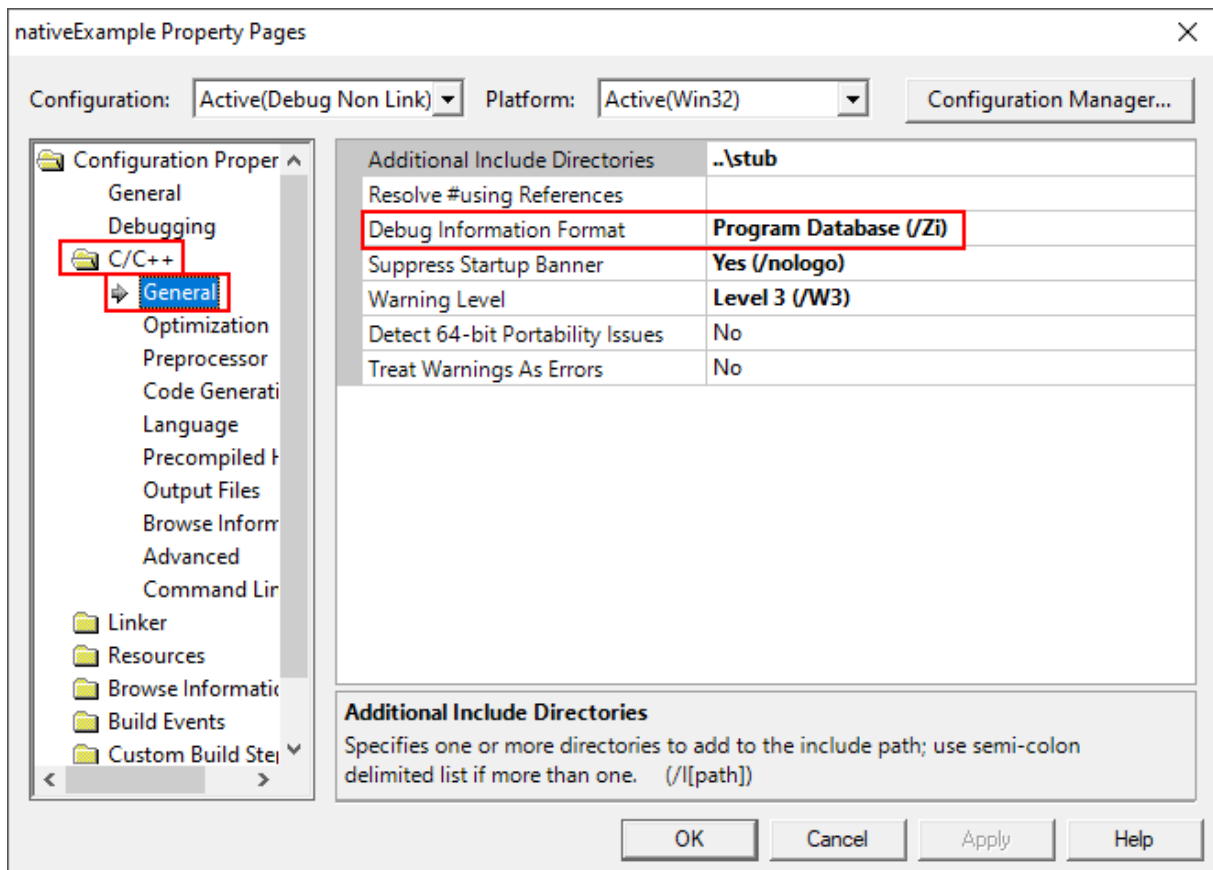 nativeExample Property Pages
Configuration: Active(Debug Non Link) Platform: Active(Win32) Configuration Manager...
Configuration Proper
General
Debugging
C/C++
General
Optimization
Preprocessor
Code Generati
Language
Precompiled H
Output Files
Browse Inform
Advanced
Command Lin
Linker
Resources
Browse Informatic
Build Events
Custom Build Step
Additional Include Directories ..\stub
Resolve #using References
Debug Information Format Program Database (/Zi)
Suppress Startup Banner Yes (/nologo)
Warning Level Level 3 (/W3)
Detect 64-bit Portability Issues No
Treat Warnings As Errors No
Additional Include Directories
Specifies one or more directories to add to the include path; use semi-colon
delimited list if more than one. (/I[path])
OK Cancel Apply Help